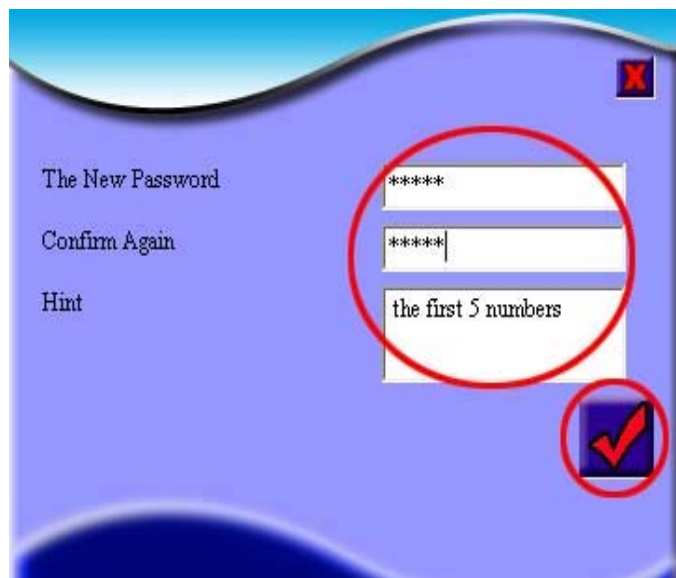 The New Password
*****
Confirm Again
*****
Hint
the first 5 numbers